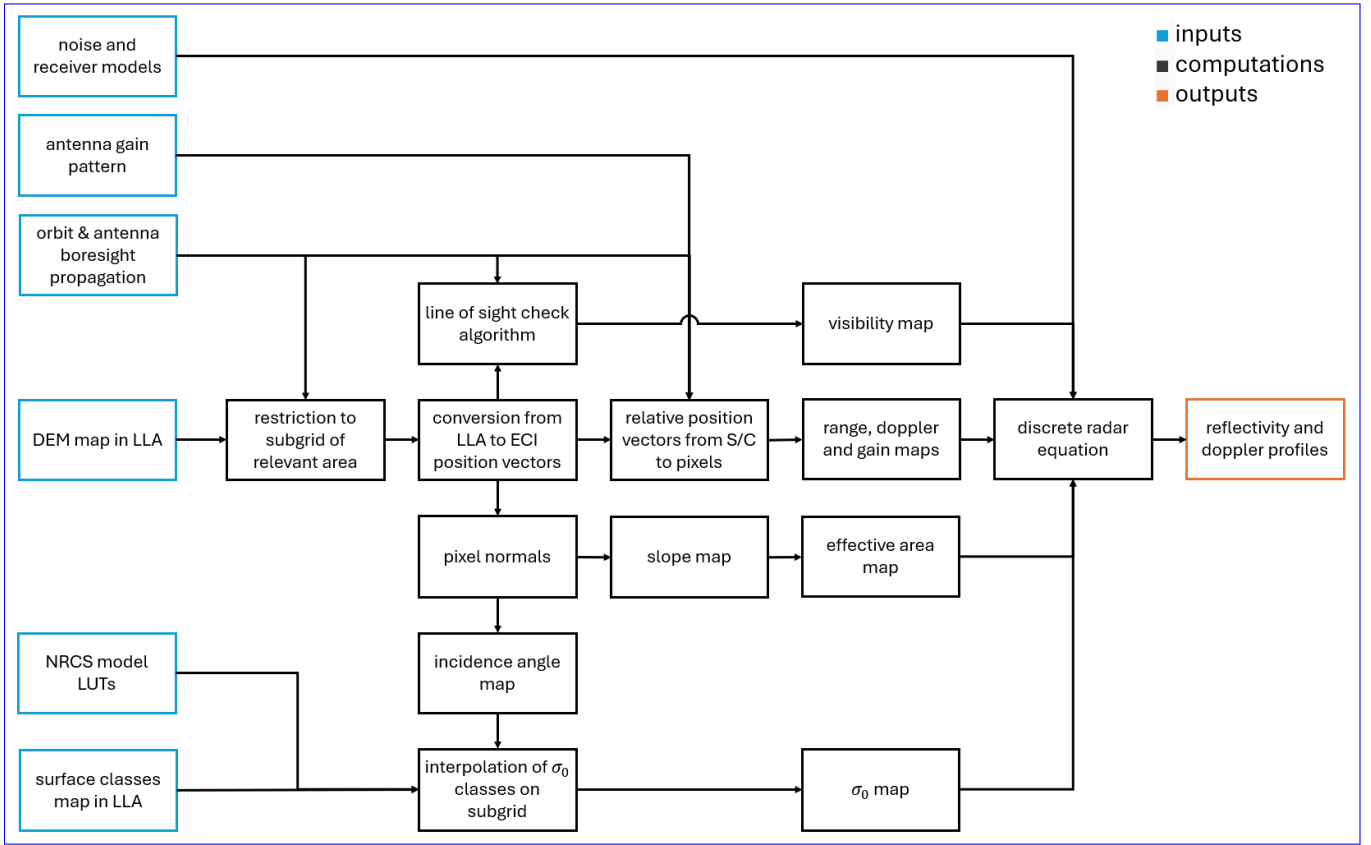 noise and
receiver models
inputs
computations
outputs
antenna gain
pattern
orbit & antenna
boresight
propagation
line of sight check
algorithm
visibility map
DEM map in LLA
restriction to
subgrid of
relevant area
conversion from
LLA to ECI
position vectors
relative position
vectors from S/C
to pixels
range, doppler
and gain maps
discrete radar
equation
reflectivity and
doppler profiles
pixel normals
slope map
effective area
map
NRCS model
LUTs
incidence angle
map
surface classes
map in LLA
interpolation of σ₀
classes on
subgrid
σ₀ map